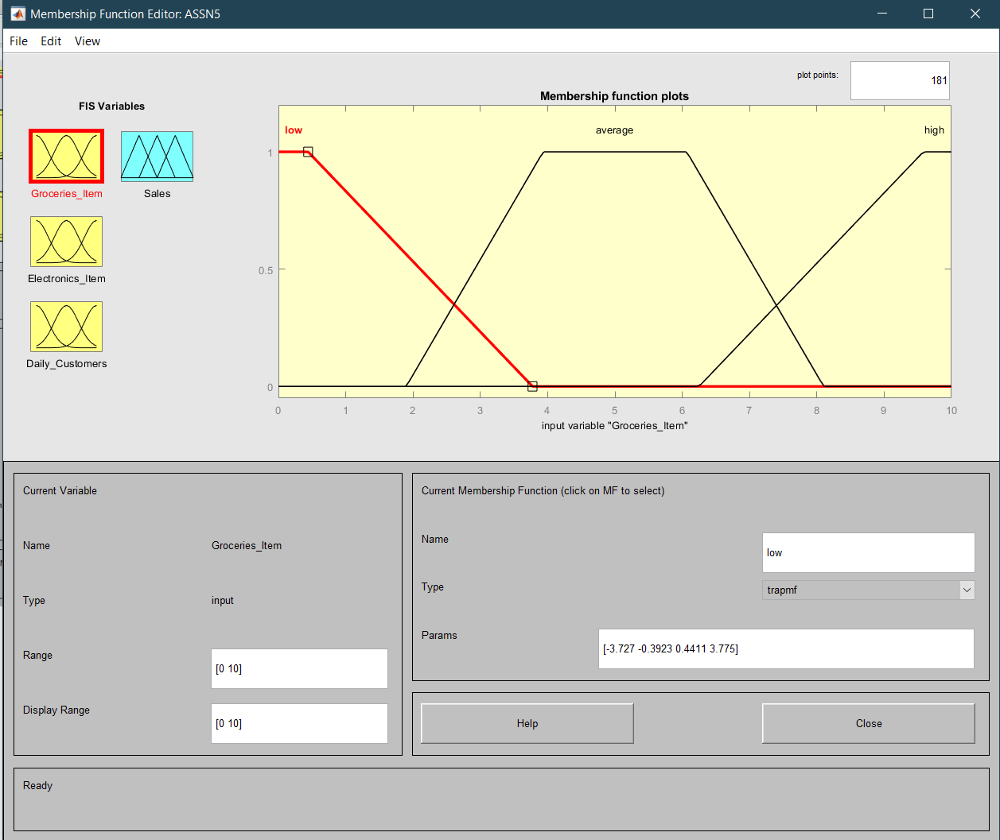 Membership Function Editor: ASSN5
File Edit View
plot points:
181
FIS Variables
Membership function plots
low average high
Groceries_Item
Sales
Electronics_Item
Daily_Customers
1
0.5
0
0 1 2 3 4 5 6 7 8 9 10
input variable "Groceries_Item"
Current Variable
Name Groceries_Item
Type input
Range [0 10]
Display Range [0 10]
Current Membership Function (click on MF to select)
Name low
Type trapmf
Params [-3.727 -0.3923 0.4411 3.775]
Help Close
Ready